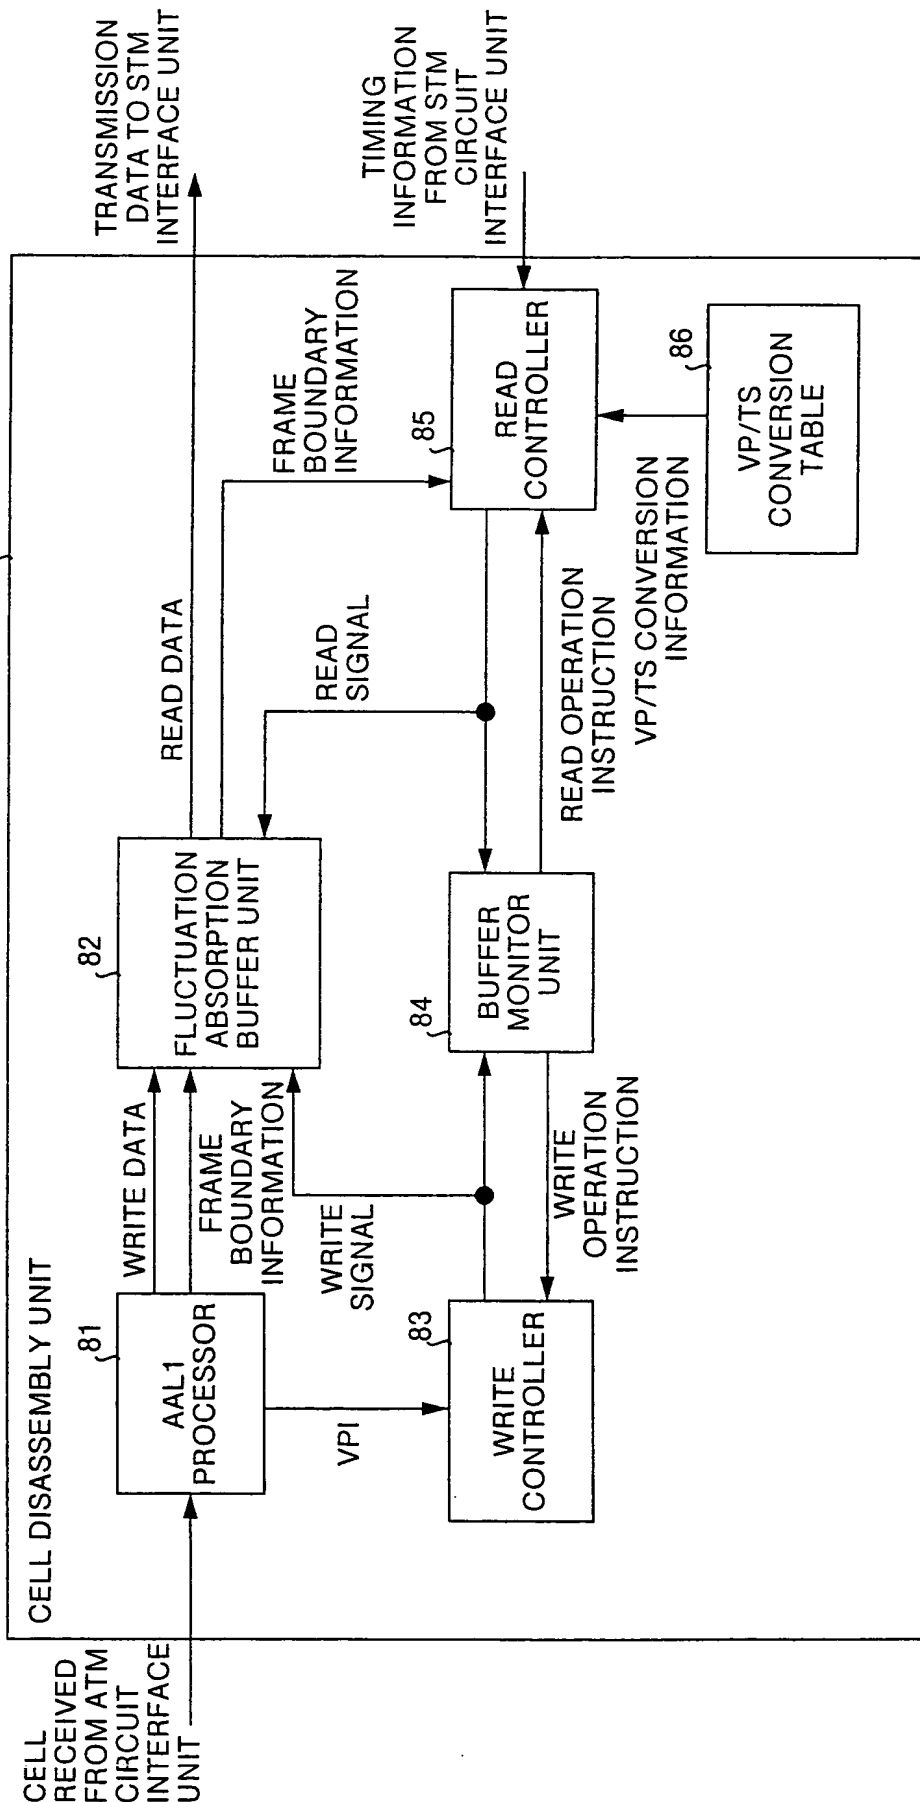 CELL
RECEIVED
FROM ATM
CIRCUIT
INTERFACE
UNIT
CELL DISASSEMBLY UNIT
81
AAL1
PROCESSOR
WRITE DATA
FRAME
BOUNDARY
INFORMATION
VPI
83
WRITE
CONTROLLER
WRITE
SIGNAL
WRITE
OPERATION
INSTRUCTION
82
FLUCTUATION
ABSORPTION
BUFFER UNIT
84
BUFFER
MONITOR
UNIT
READ DATA
READ
SIGNAL
FRAME
BOUNDARY
INFORMATION
READ OPERATION
INSTRUCTION
85
READ
CONTROLLER
VP/TS CONVERSION
INFORMATION
86
VP/TS
CONVERSION
TABLE
TRANSMISSION
DATA TO STM
INTERFACE UNIT
TIMING
INFORMATION
FROM STM
CIRCUIT
INTERFACE UNIT